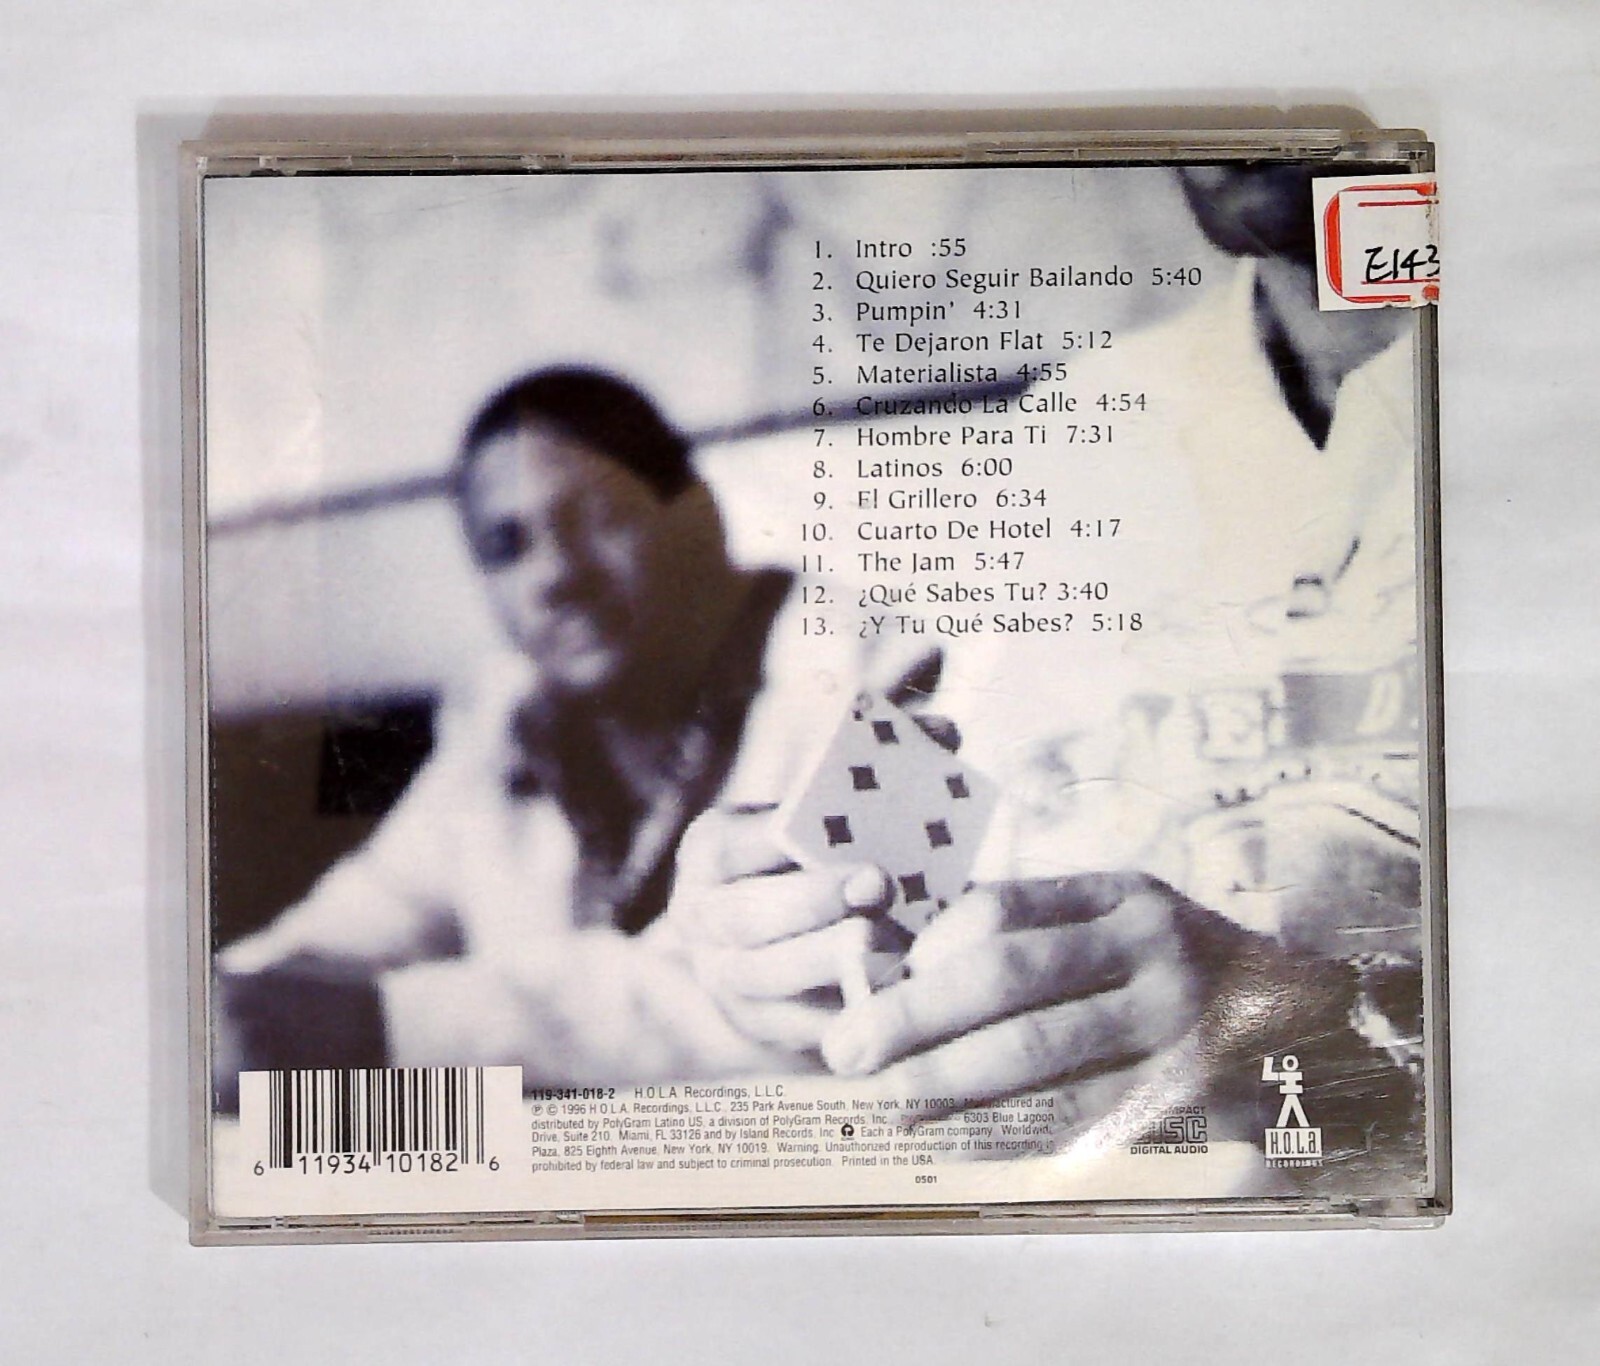 1. Intro :55
2. Quiero Seguir Bailando 5:40
3. Pumpin' 4:31
4. Te Dejaron Flat 5:12
5. Materialista 4:55
6. Cruzando La Calle 4:54
7. Hombre Para Ti 7:31
8. Latinos 6:00
9. El Grillero 6:34
10. Cuarto De Hotel 4:17
11. The Jam 5:47
12. ¿Qué Sabes Tu? 3:40
13. ¿Y Tu Qué Sabes? 5:18
E143
6 11934 10182 6
119-341-018-2 H.O.L.A. Recordings, L.L.C.
℗ © 1996 H.O.L.A. Recordings, L.L.C. 235 Park Avenue South, New York, NY 10003. Manufactured and
distributed by PolyGram Latino US, a division of PolyGram Records, Inc. 6303 Blue Lagoon
Drive, Suite 210, Miami, FL 33126 and by Island Records, Inc. Each a PolyGram company. Worldwide
Plaza, 825 Eighth Avenue, New York, NY 10019. Warning. Unauthorized reproduction of this recording is
prohibited by federal law and subject to criminal prosecution. Printed in the USA.
0501
COMPACT
DISC
DIGITAL AUDIO
H.O.L.A.
RECORDINGS